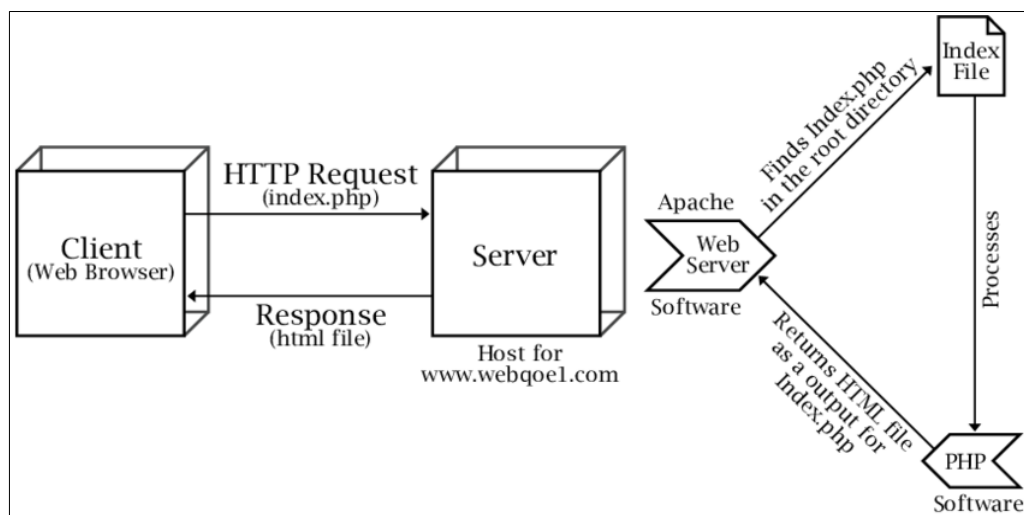 HTTP Request
(index.php)
Client
(Web Browser)
Response
(html file)
Server
Host for
www.webqoe1.com
Apache
Web
Server
Software
Finds Index.php
in the root directory
Index
File
Processes
Returns HTML file
as a output for
Index.php
PHP
Software